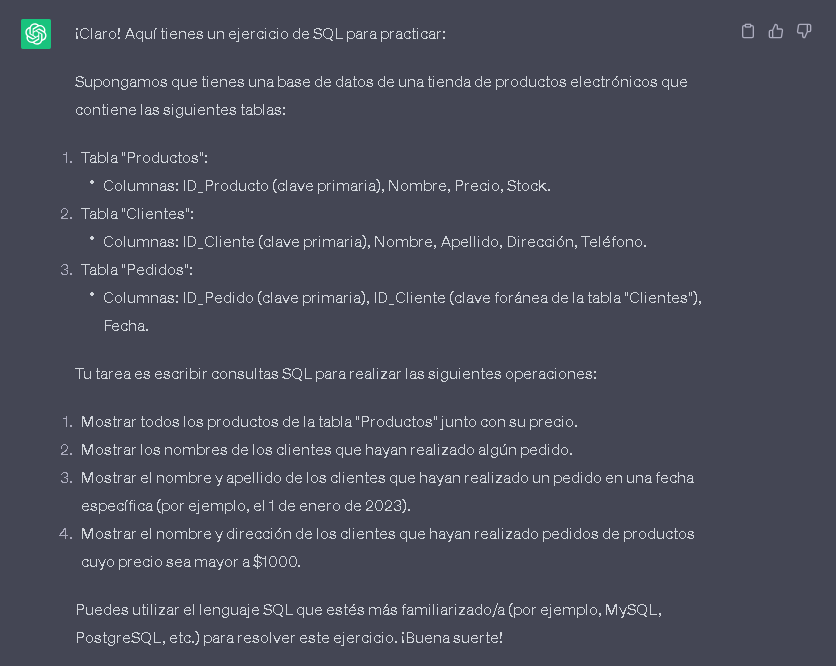 ¡Claro! Aquí tienes un ejercicio de SQL para practicar:
Supongamos que tienes una base de datos de una tienda de productos electrónicos que
contiene las siguientes tablas:
1. Tabla "Productos":
• Columnas: ID_Producto (clave primaria), Nombre, Precio, Stock.
2. Tabla "Clientes":
• Columnas: ID_Cliente (clave primaria), Nombre, Apellido, Dirección, Teléfono.
3. Tabla "Pedidos":
• Columnas: ID_Pedido (clave primaria), ID_Cliente (clave foránea de la tabla "Clientes"),
Fecha.
Tu tarea es escribir consultas SQL para realizar las siguientes operaciones:
1. Mostrar todos los productos de la tabla "Productos" junto con su precio.
2. Mostrar los nombres de los clientes que hayan realizado algún pedido.
3. Mostrar el nombre y apellido de los clientes que hayan realizado un pedido en una fecha
específica (por ejemplo, el 1 de enero de 2023).
4. Mostrar el nombre y dirección de los clientes que hayan realizado pedidos de productos
cuyo precio sea mayor a $1000.
Puedes utilizar el lenguaje SQL que estés más familiarizado/a (por ejemplo, MySQL,
PostgreSQL, etc.) para resolver este ejercicio. ¡Buena suerte!